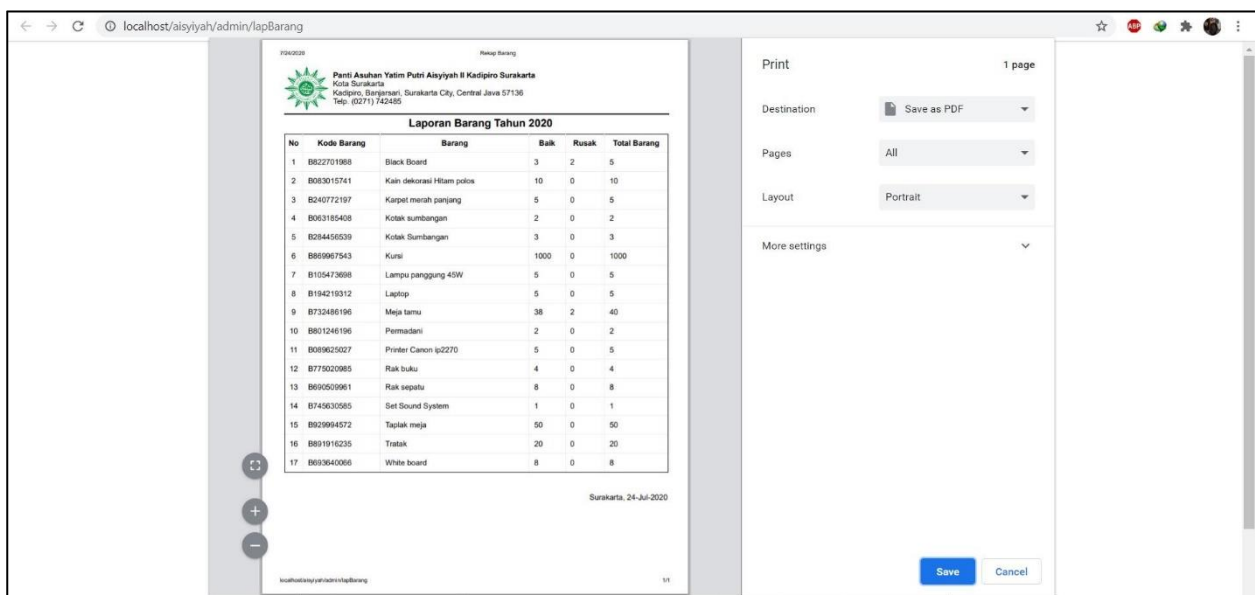 localhost/aisyiyah/admin/lapBarang
ABP
7/24/2020 Rekap Barang
Panti Asuhan Yatim Putri Aisyiyah II Kadipiro Surakarta
Kota Surakarta
Kadipiro, Banjarsari, Surakarta City, Central Java 57136
Telp. (0271) 742485
Laporan Barang Tahun 2020
No Kode Barang Barang Baik Rusak Total Barang
1 B822701988 Black Board 3 2 5
2 B083015741 Kain dekorasi Hitam polos 10 0 10
3 B240772197 Karpet merah panjang 5 0 5
4 B063185408 Kotak sumbangan 2 0 2
5 B284456539 Kotak Sumbangan 3 0 3
6 B869967543 Kursi 1000 0 1000
7 B105473698 Lampu panggung 45W 5 0 5
8 B194219312 Laptop 5 0 5
9 B732486196 Meja tamu 38 2 40
10 B801246196 Permadani 2 0 2
11 B089625027 Printer Canon ip2270 5 0 5
12 B775020985 Rak buku 4 0 4
13 B690509961 Rak sepatu 8 0 8
14 B745630585 Set Sound System 1 0 1
15 B929994572 Taplak meja 50 0 50
16 B891916235 Tratak 20 0 20
17 B693640066 White board 8 0 8
Surakarta, 24-Jul-2020
localhost/aisyiyah/admin/lapBarang 1/1
Print 1 page
Destination Save as PDF
Pages All
Layout Portrait
More settings
Save Cancel